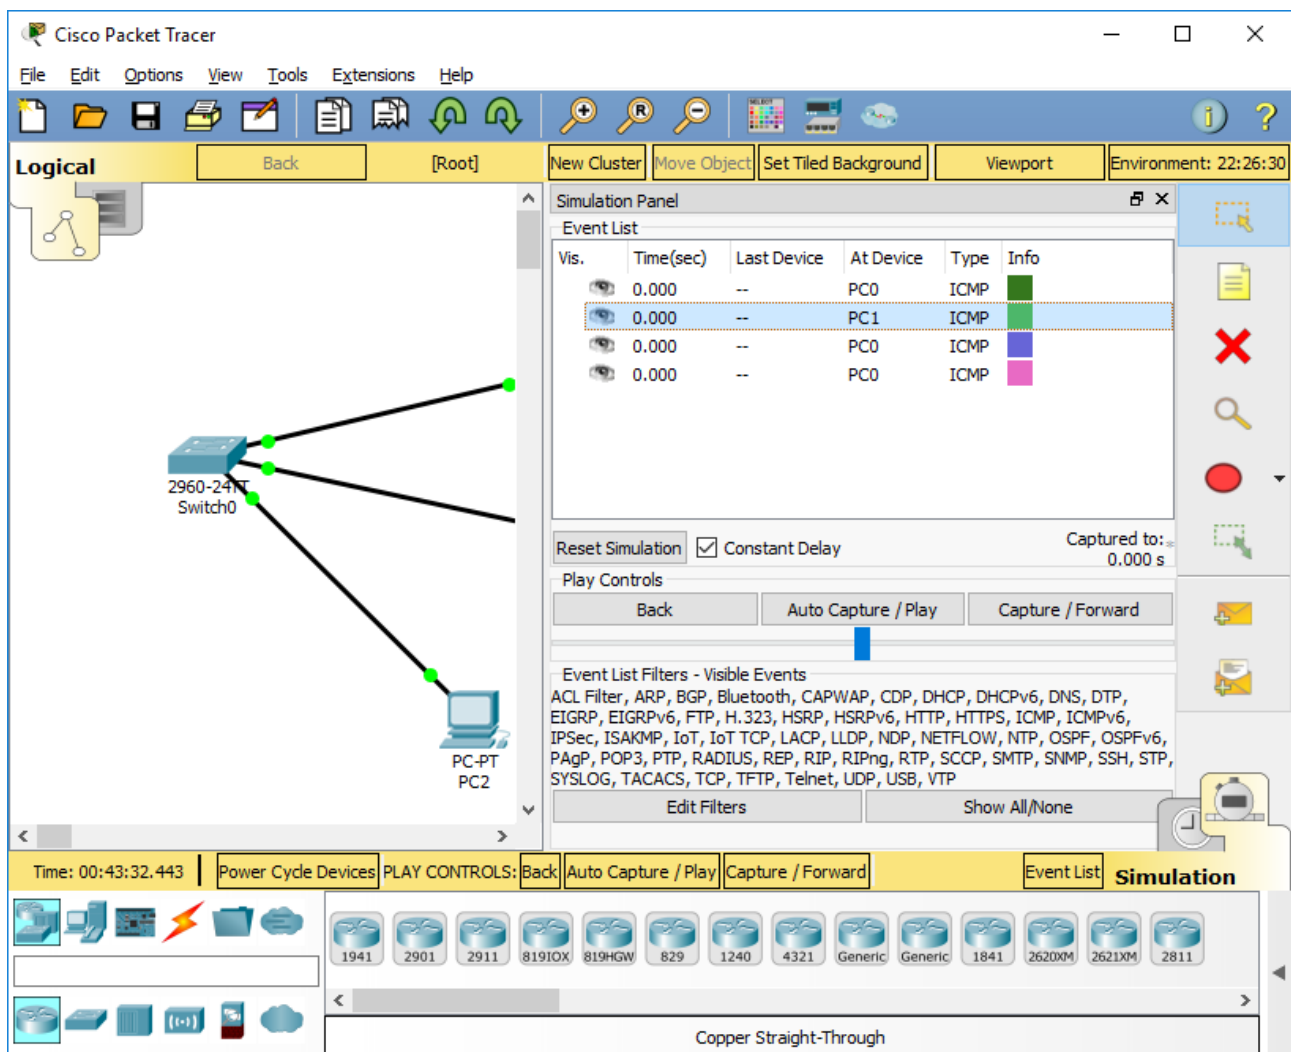 Cisco Packet Tracer
File Edit Options View Tools Extensions Help
SELECT
Logical Back [Root] New Cluster Move Object Set Tiled Background Viewport Environment: 22:26:30
Simulation Panel
Event List
Vis. Time(sec) Last Device At Device Type Info
0.000 -- PC0 ICMP
0.000 -- PC1 ICMP
0.000 -- PC0 ICMP
0.000 -- PC0 ICMP
2960-24TT
Switch0
PC-PT
PC2
Reset Simulation Constant Delay Captured to:
0.000 s
Play Controls
Back Auto Capture / Play Capture / Forward
Event List Filters - Visible Events
ACL Filter, ARP, BGP, Bluetooth, CAPWAP, CDP, DHCP, DHCPv6, DNS, DTP,
EIGRP, EIGRPv6, FTP, H.323, HSRP, HSRPv6, HTTP, HTTPS, ICMP, ICMPv6,
IPSec, ISAKMP, IoT, IoT TCP, LACP, LLDP, NDP, NETFLOW, NTP, OSPF, OSPFv6,
PAgP, POP3, PTP, RADIUS, REP, RIP, RIPng, RTP, SCCP, SMTP, SNMP, SSH, STP,
SYSLOG, TACACS, TCP, TFTP, Telnet, UDP, USB, VTP
Edit Filters Show All/None
Time: 00:43:32.443 Power Cycle Devices PLAY CONTROLS: Back Auto Capture / Play Capture / Forward Event List Simulation
1941 2901 2911 819IOX 819HGW 829 1240 4321 Generic Generic 1841 2620XM 2621XM 2811
Copper Straight-Through